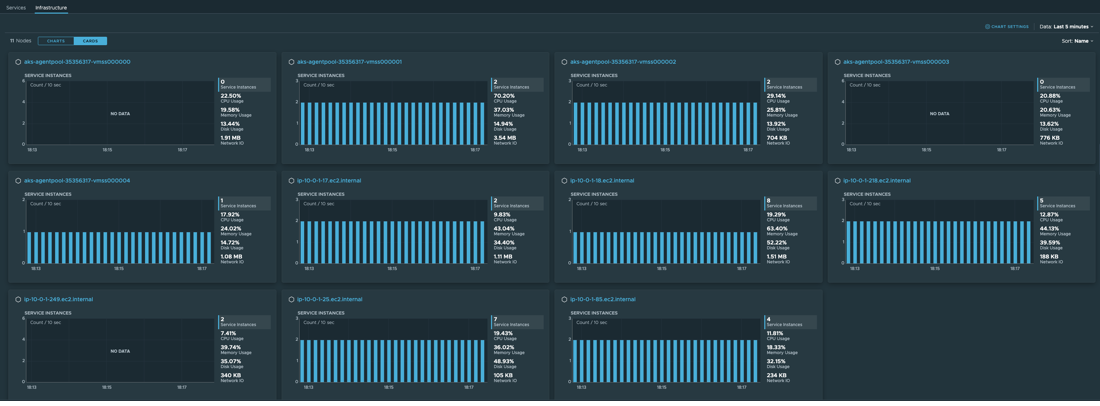 Services Infrastructure
CHART SETTINGS Data: Last 5 minutes
11 Nodes CHARTS CARDS Sort: Name
aks-agentpool-35356317-vmss000000
SERVICE INSTANCES
Count / 10 sec
6
4
2
0
NO DATA
18:13 18:15 18:17
0
Service Instances
22.50%
CPU Usage
19.58%
Memory Usage
13.44%
Disk Usage
1.91 MB
Network IO
aks-agentpool-35356317-vmss000001
SERVICE INSTANCES
Count / 10 sec
3
2
1
0
18:13 18:15 18:17
2
Service Instances
70.20%
CPU Usage
37.03%
Memory Usage
14.94%
Disk Usage
3.54 MB
Network IO
aks-agentpool-35356317-vmss000002
SERVICE INSTANCES
Count / 10 sec
3
2
1
0
18:13 18:15 18:17
2
Service Instances
29.14%
CPU Usage
25.81%
Memory Usage
13.92%
Disk Usage
704 KB
Network IO
aks-agentpool-35356317-vmss000003
SERVICE INSTANCES
Count / 10 sec
6
4
2
0
NO DATA
18:13 18:15 18:17
0
Service Instances
20.88%
CPU Usage
20.63%
Memory Usage
13.62%
Disk Usage
776 KB
Network IO
aks-agentpool-35356317-vmss000004
SERVICE INSTANCES
Count / 10 sec
2
1
0
18:13 18:15 18:17
1
Service Instances
17.92%
CPU Usage
24.02%
Memory Usage
14.72%
Disk Usage
1.08 MB
Network IO
ip-10-0-1-17.ec2.internal
SERVICE INSTANCES
Count / 10 sec
3
2
1
0
18:13 18:15 18:17
2
Service Instances
9.83%
CPU Usage
43.04%
Memory Usage
34.40%
Disk Usage
1.11 MB
Network IO
ip-10-0-1-18.ec2.internal
SERVICE INSTANCES
Count / 10 sec
3
2
1
0
18:13 18:15 18:17
8
Service Instances
19.29%
CPU Usage
63.40%
Memory Usage
52.22%
Disk Usage
1.51 MB
Network IO
ip-10-0-1-218.ec2.internal
SERVICE INSTANCES
Count / 10 sec
3
2
1
0
18:13 18:15 18:17
5
Service Instances
12.87%
CPU Usage
44.13%
Memory Usage
39.59%
Disk Usage
188 KB
Network IO
ip-10-0-1-249.ec2.internal
SERVICE INSTANCES
Count / 10 sec
6
4
2
0
NO DATA
18:13 18:15 18:17
2
Service Instances
7.41%
CPU Usage
39.74%
Memory Usage
35.07%
Disk Usage
340 KB
Network IO
ip-10-0-1-25.ec2.internal
SERVICE INSTANCES
Count / 10 sec
3
2
1
0
18:13 18:15 18:17
7
Service Instances
19.43%
CPU Usage
36.02%
Memory Usage
48.93%
Disk Usage
105 KB
Network IO
ip-10-0-1-85.ec2.internal
SERVICE INSTANCES
Count / 10 sec
3
2
1
0
18:13 18:15 18:17
4
Service Instances
11.81%
CPU Usage
18.33%
Memory Usage
32.15%
Disk Usage
234 KB
Network IO